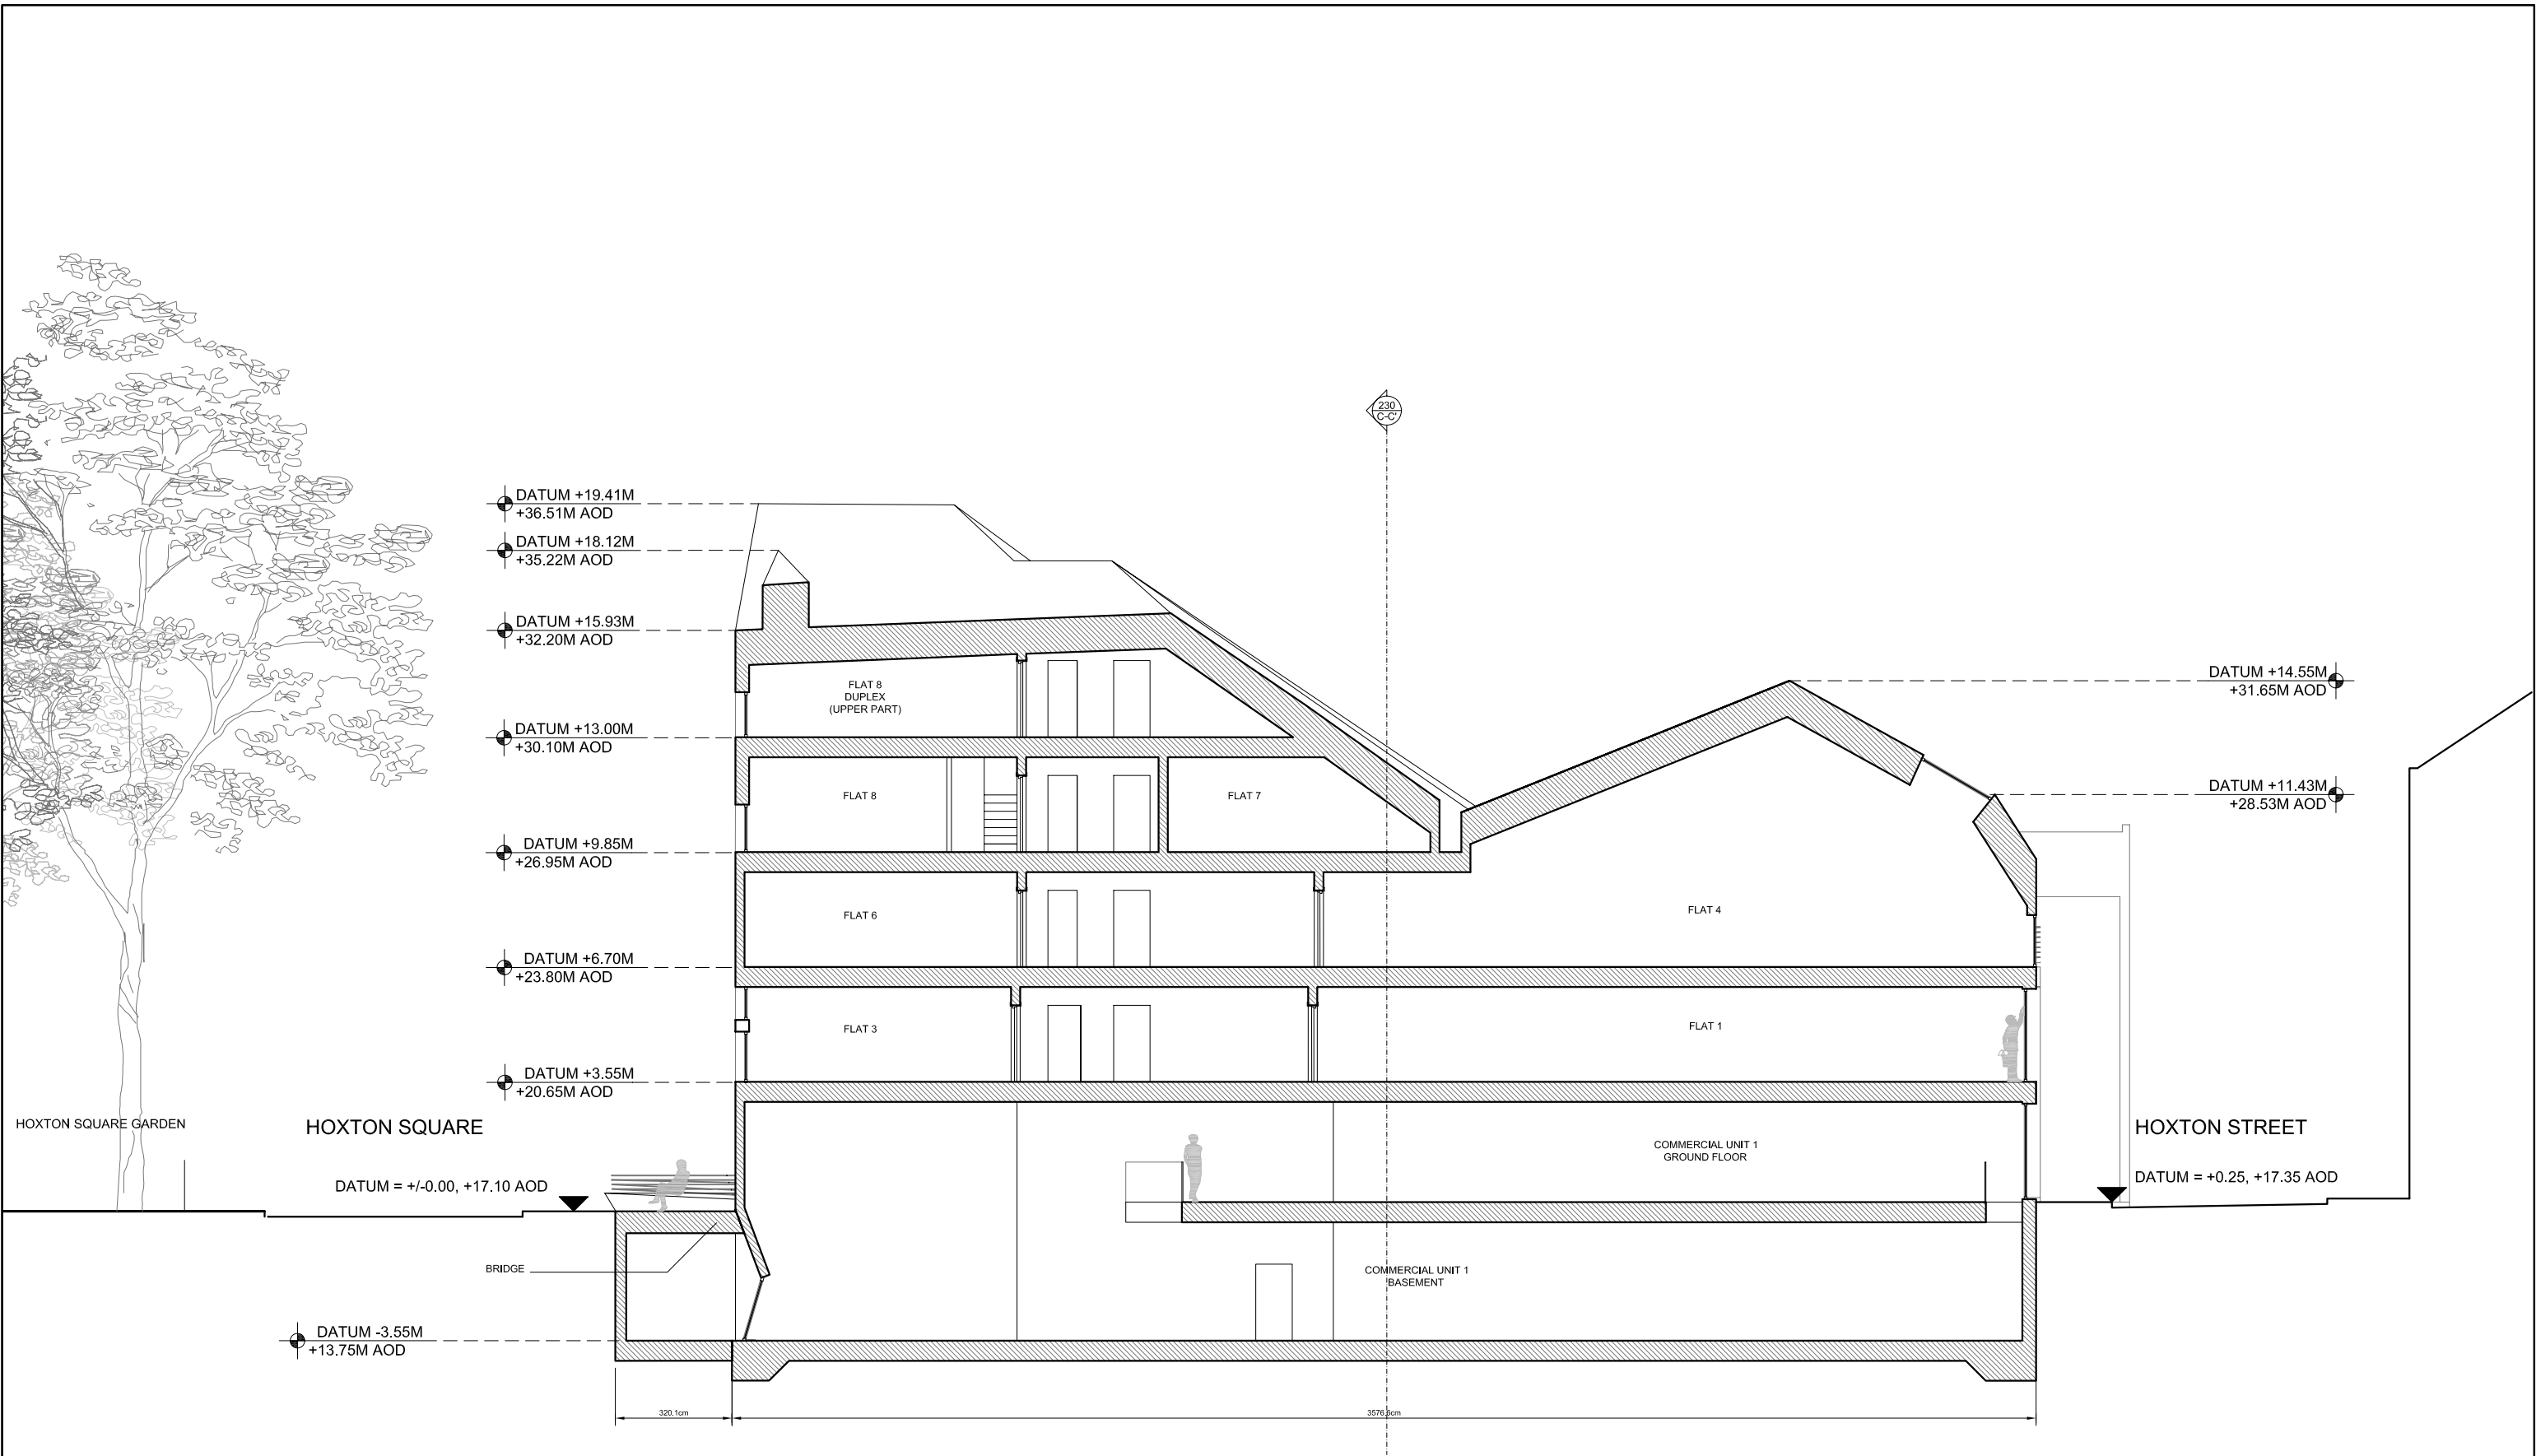 230
C-C'
DATUM +19.41M
+36.51M AOD
DATUM +18.12M
+35.22M AOD
DATUM +15.93M
+32.20M AOD
DATUM +14.55M
+31.65M AOD
FLAT 8
DUPLEX
(UPPER PART)
DATUM +13.00M
+30.10M AOD
DATUM +11.43M
+28.53M AOD
FLAT 8
FLAT 7
DATUM +9.85M
+26.95M AOD
FLAT 6
FLAT 4
DATUM +6.70M
+23.80M AOD
FLAT 3
FLAT 1
DATUM +3.55M
+20.65M AOD
HOXTON SQUARE GARDEN
HOXTON SQUARE
HOXTON STREET
COMMERCIAL UNIT 1
GROUND FLOOR
DATUM = +/-0.00, +17.10 AOD
DATUM = +0.25, +17.35 AOD
BRIDGE
COMMERCIAL UNIT 1
BASEMENT
DATUM -3.55M
+13.75M AOD
320,1cm
3576,6cm